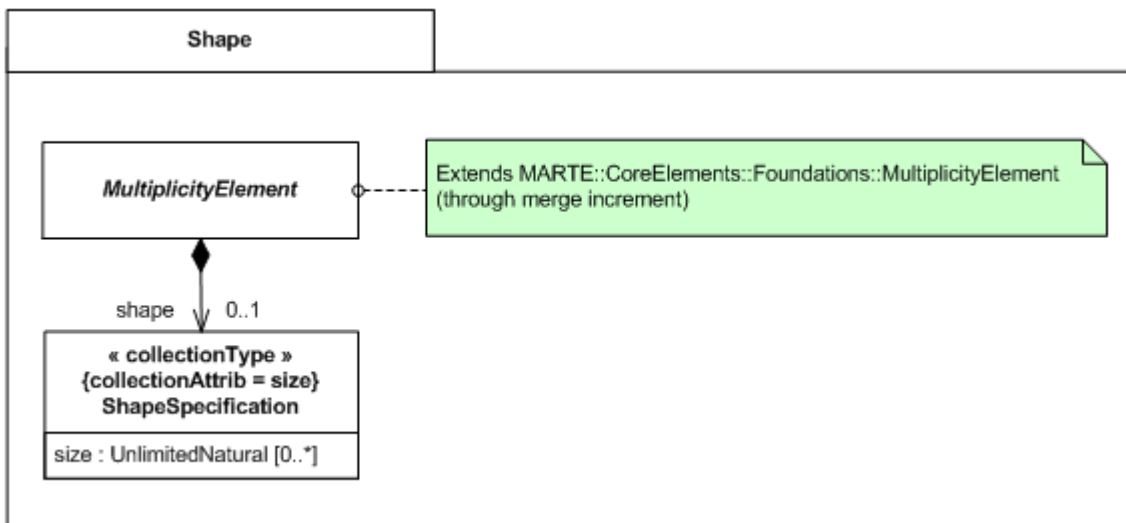 Shape
MultiplicityElement
Extends MARTE::CoreElements::Foundations::MultiplicityElement
(through merge increment)
shape 0..1
« collectionType »
{collectionAttrib = size}
ShapeSpecification
size : UnlimitedNatural [0..*]